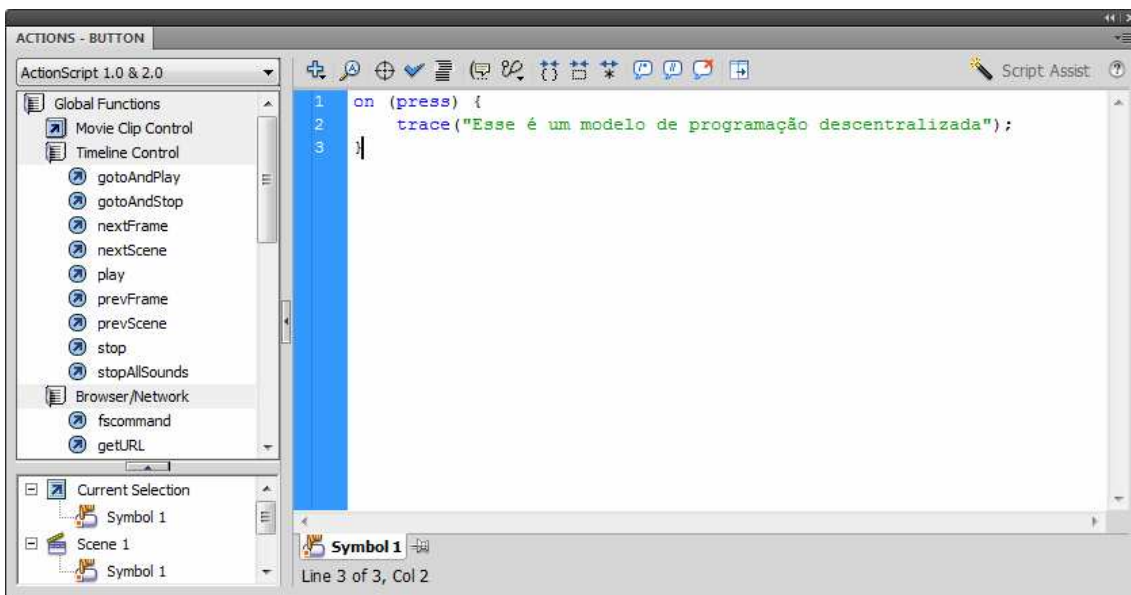 ACTIONS - BUTTON
ActionScript 1.0 & 2.0
Script Assist
Global Functions
Movie Clip Control
Timeline Control
gotoAndPlay
gotoAndStop
nextFrame
nextScene
play
prevFrame
prevScene
stop
stopAllSounds
Browser/Network
fscommand
getURL
Current Selection
Symbol 1
Scene 1
Symbol 1
1 on (press) {
2 trace("Esse é um modelo de programação descentralizada");
3 }
Symbol 1
Line 3 of 3, Col 2